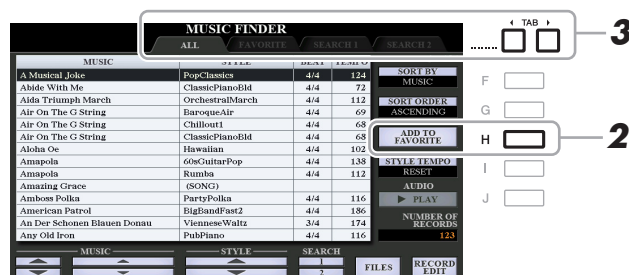 MUSIC FINDER
ALL FAVORITE SEARCH 1 SEARCH 2
TAB
3
MUSIC STYLE BEAT TEMPO
A Musical Joke PopClassics 4/4 124
Abide With Me ClassicPianoBld 4/4 72
Aida Triumph March OrchestralMarch 4/4 112
Air On The G String BaroqueAir 4/4 69
Air On The G String Chillout1 4/4 68
Air On The G String ClassicPianoBld 4/4 68
Aloha Oe Hawaiian 4/4 102
Amapola 60sGuitarPop 4/4 138
Amapola Rumba 4/4 112
Amazing Grace (SONG)
Amboss Polka PartyPolka 4/4 116
American Patrol BigBandFast2 4/4 186
An Der Schonen Blauen Donau VienneseWaltz 3/4 174
Any Old Iron PubPiano 4/4 116
SORT BY
MUSIC
SORT ORDER
ASCENDING
ADD TO
FAVORITE
STYLE TEMPO
RESET
AUDIO
PLAY
NUMBER OF
RECORDS
123
F
G
H
2
I
J
MUSIC STYLE SEARCH
1
2
FILES
RECORD
EDIT